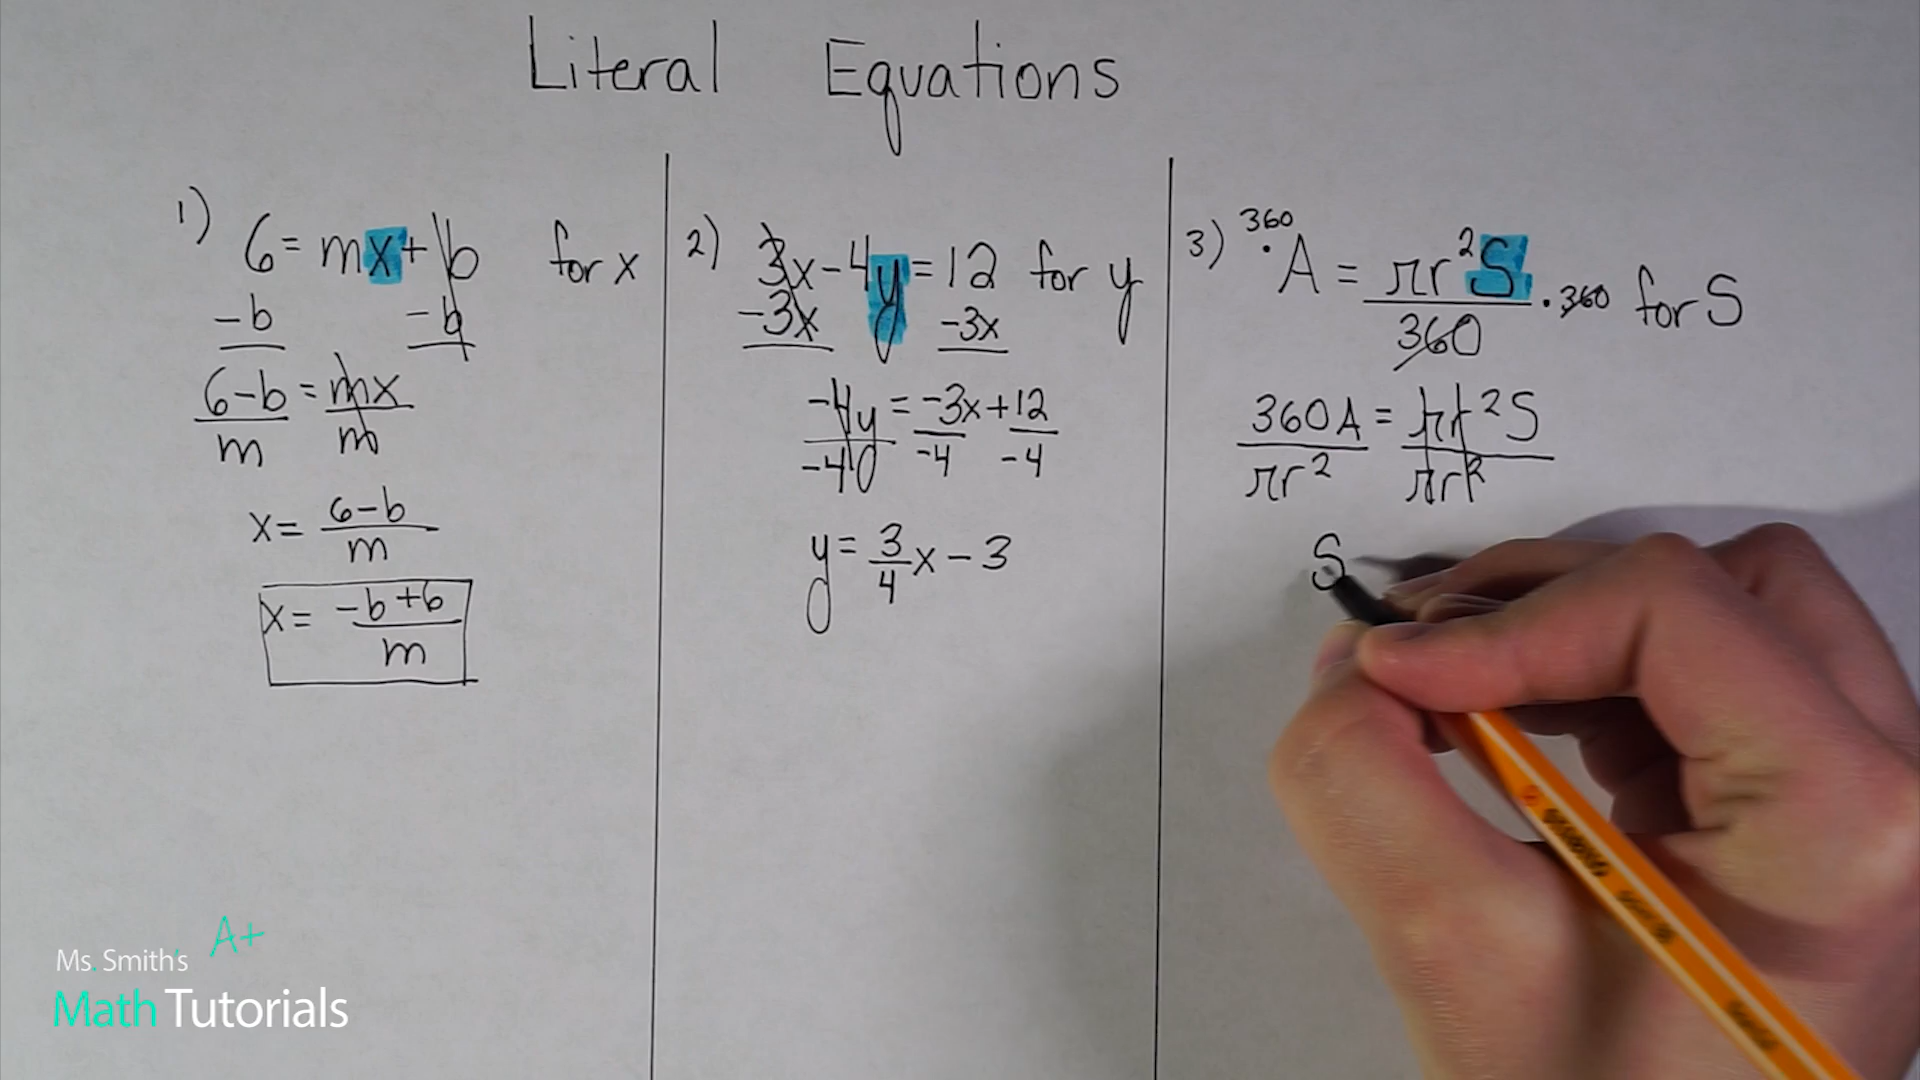 Literal Equations
1) 6 = mx + b for x
-b -b
6-b = mx
m m
x = 6-b
m
x = -b+6
m
2) 3x - 4y = 12 for y
-3x -3x
-4y = -3x + 12
-4 -4 -4
y = 3/4 x - 3
3) 360 · A = πr²S · 360 for S
360
360A = πr²S
πr² πr²
S
Ms. Smith's A+
Math Tutorials